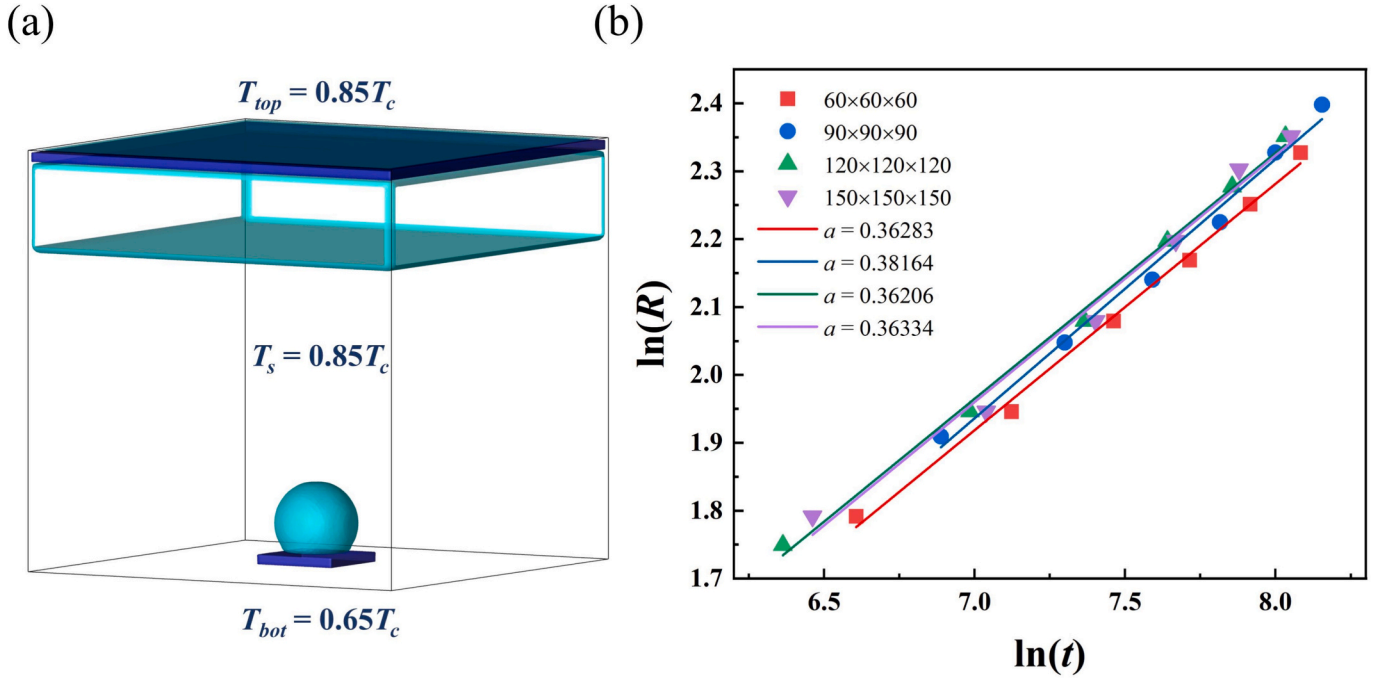 (a)
T_top = 0.85T_c
T_s = 0.85T_c
T_bot = 0.65T_c
(b)
ln(R)
2.4
2.3
2.2
2.1
2.0
1.9
1.8
1.7
60×60×60
90×90×90
120×120×120
150×150×150
a = 0.36283
a = 0.38164
a = 0.36206
a = 0.36334
6.5 7.0 7.5 8.0
ln(t)